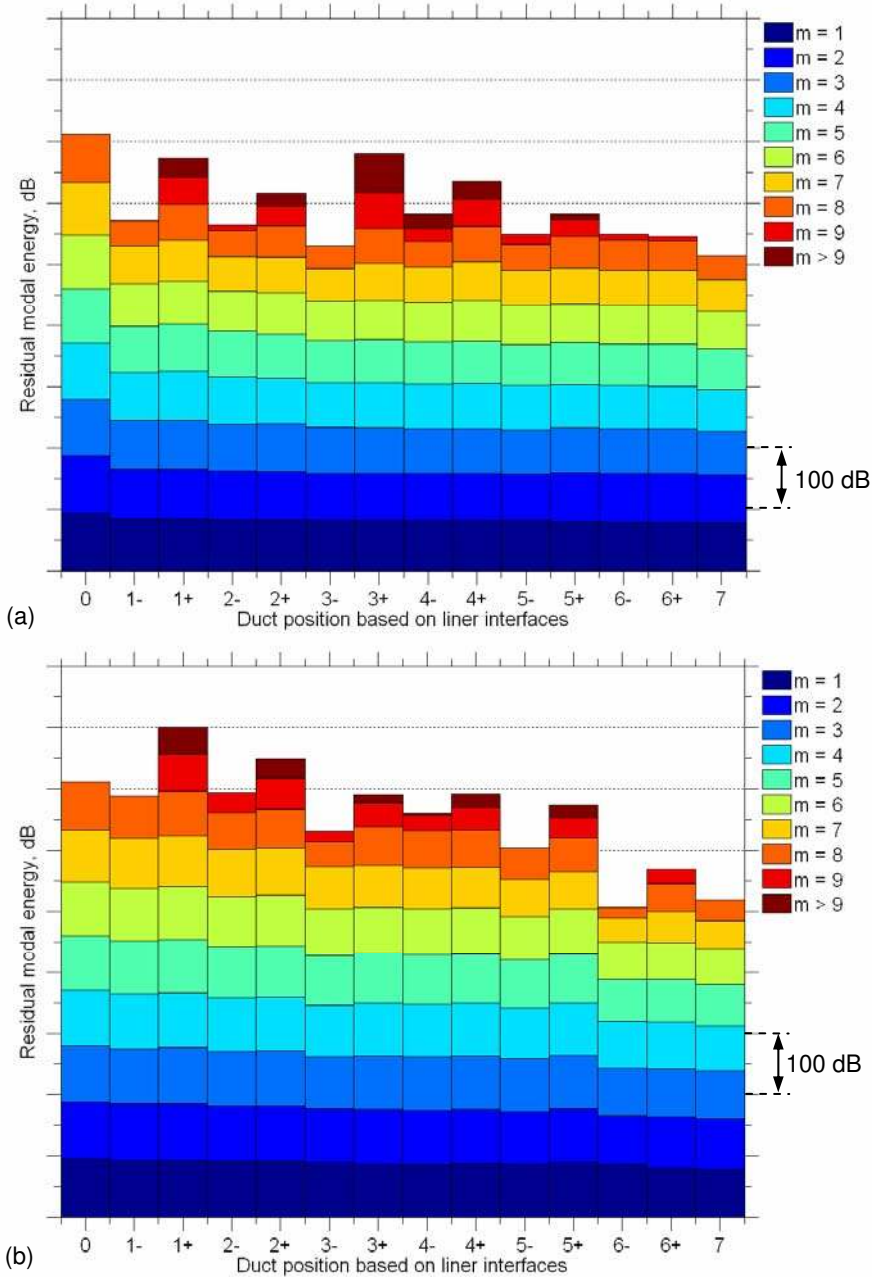 m = 1
m = 2
m = 3
m = 4
m = 5
m = 6
m = 7
m = 8
m = 9
m > 9
Residual modal energy, dB
100 dB
0 1- 1+ 2- 2+ 3- 3+ 4- 4+ 5- 5+ 6- 6+ 7
Duct position based on liner interfaces
(a)
m = 1
m = 2
m = 3
m = 4
m = 5
m = 6
m = 7
m = 8
m = 9
m > 9
Residual modal energy, dB
100 dB
0 1- 1+ 2- 2+ 3- 3+ 4- 4+ 5- 5+ 6- 6+ 7
Duct position based on liner interfaces
(b)